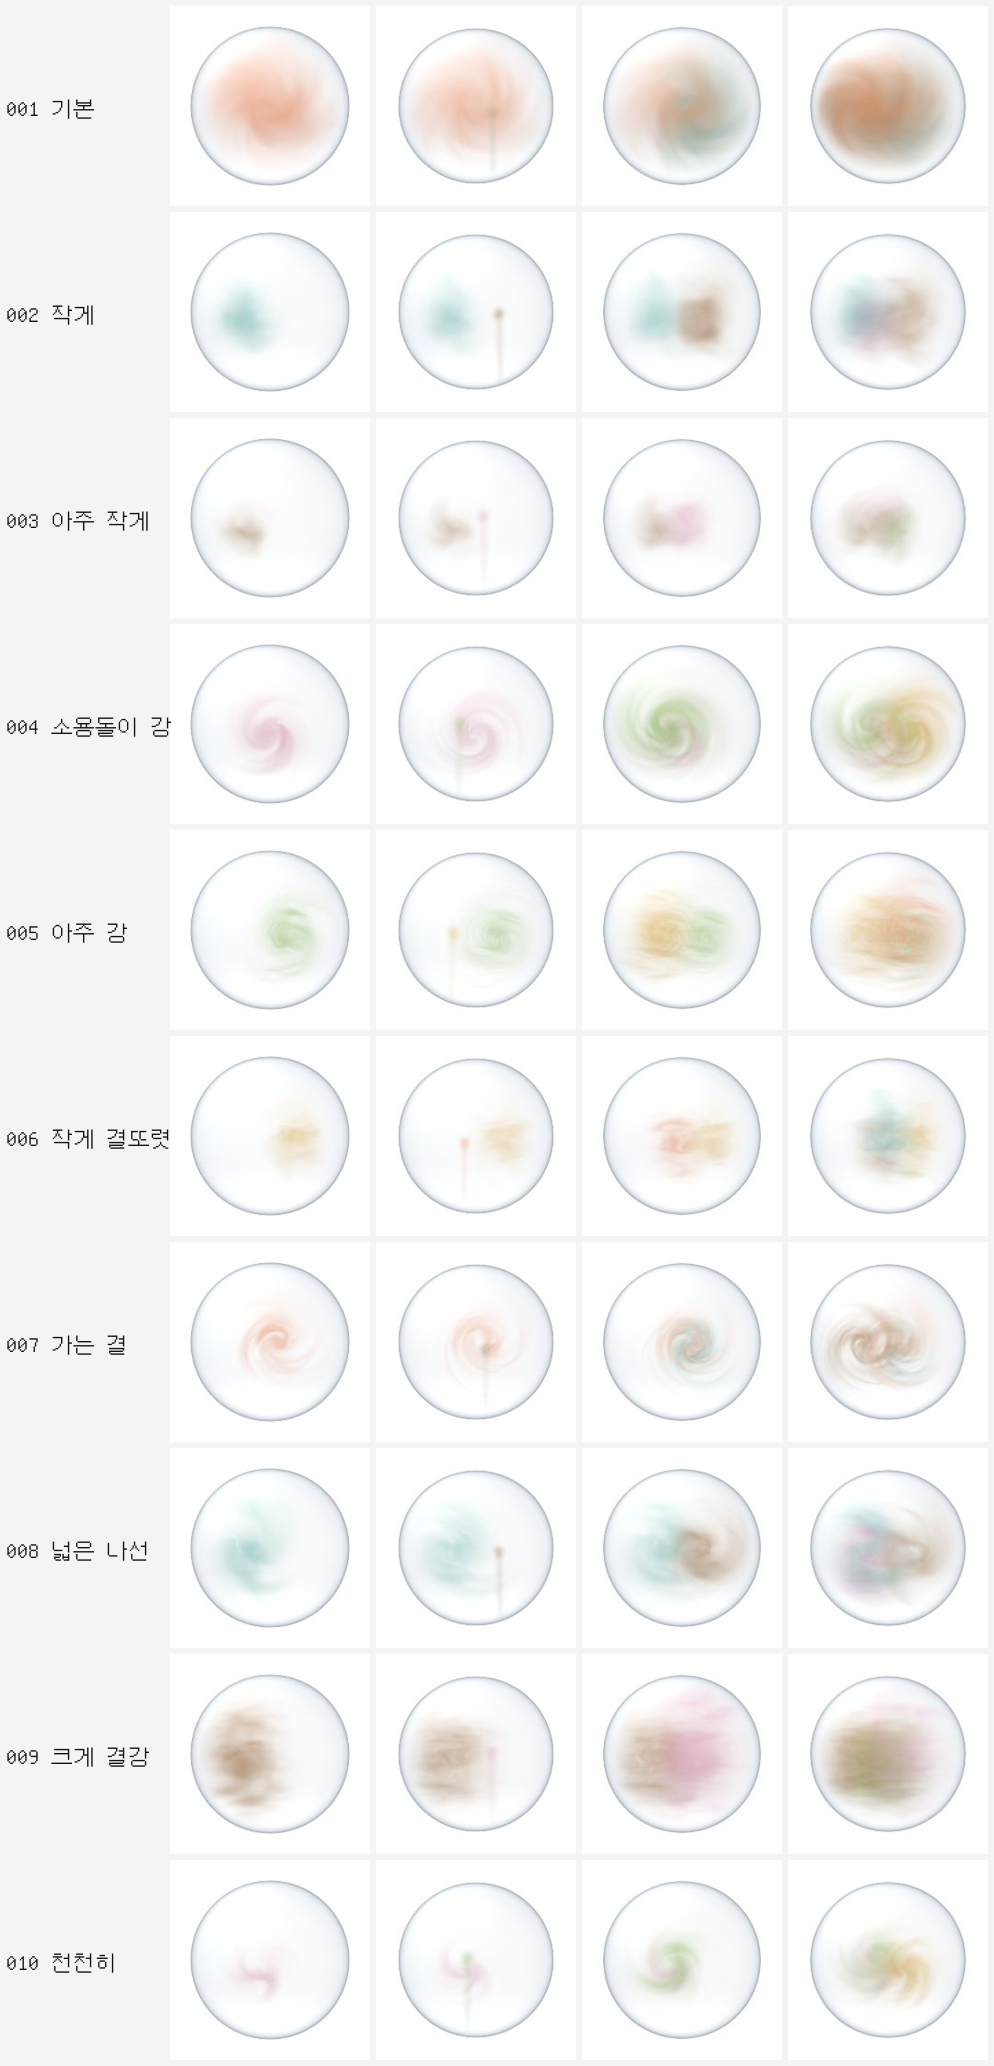 001 기본
002 작게
003 아주 작게
004 소용돌이 강
005 아주 강
006 작게 결또렷
007 가는 결
008 넓은 나선
009 크게 결강
010 천천히